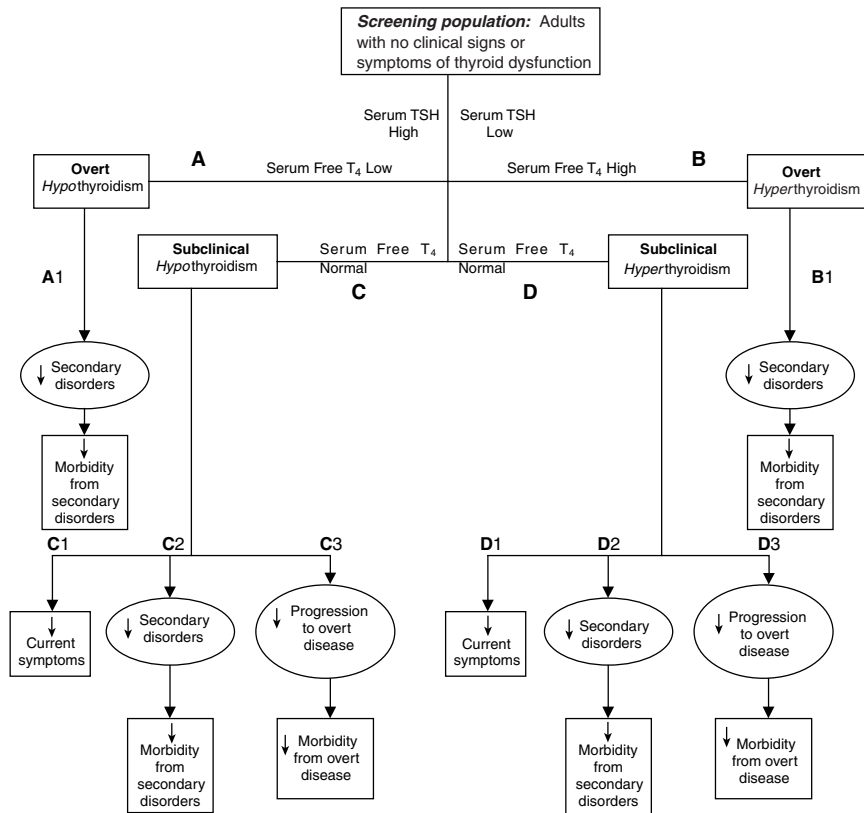 Screening population: Adults
with no clinical signs or
symptoms of thyroid dysfunction
Serum TSH
High
Serum TSH
Low
A
B
Serum Free T4 Low
Serum Free T4 High
Overt
Hypothyroidism
Overt
Hyperthyroidism
Subclinical
Hypothyroidism
Serum Free T4
Normal
Serum Free T4
Normal
Subclinical
Hyperthyroidism
C
D
A1
B1
↓ Secondary
disorders
↓ Secondary
disorders
↓
Morbidity
from
secondary
disorders
↓
Morbidity
from
secondary
disorders
C1
C2
C3
D1
D2
D3
↓
Current
symptoms
↓ Secondary
disorders
↓ Progression
to overt
disease
↓
Current
symptoms
↓ Secondary
disorders
↓ Progression
to overt
disease
↓
Morbidity
from
secondary
disorders
↓ Morbidity
from overt
disease
↓
Morbidity
from
secondary
disorders
↓ Morbidity
from overt
disease